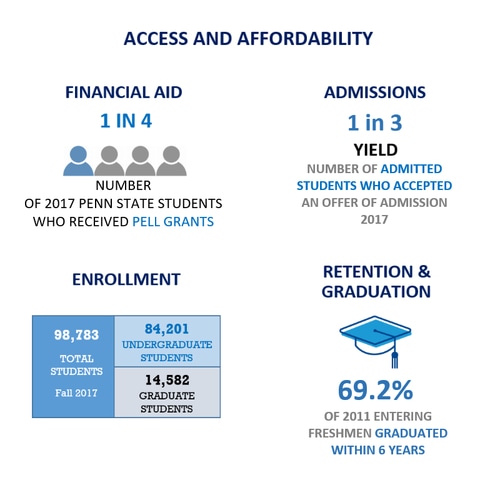 ACCESS AND AFFORDABILITY
FINANCIAL AID
1 IN 4
NUMBER
OF 2017 PENN STATE STUDENTS
WHO RECEIVED PELL GRANTS
ADMISSIONS
1 in 3
YIELD
NUMBER OF ADMITTED
STUDENTS WHO ACCEPTED
AN OFFER OF ADMISSION
2017
ENROLLMENT
98,783
TOTAL
STUDENTS
Fall 2017
84,201
UNDERGRADUATE
STUDENTS
14,582
GRADUATE
STUDENTS
RETENTION &
GRADUATION
69.2%
OF 2011 ENTERING
FRESHMEN GRADUATED
WITHIN 6 YEARS